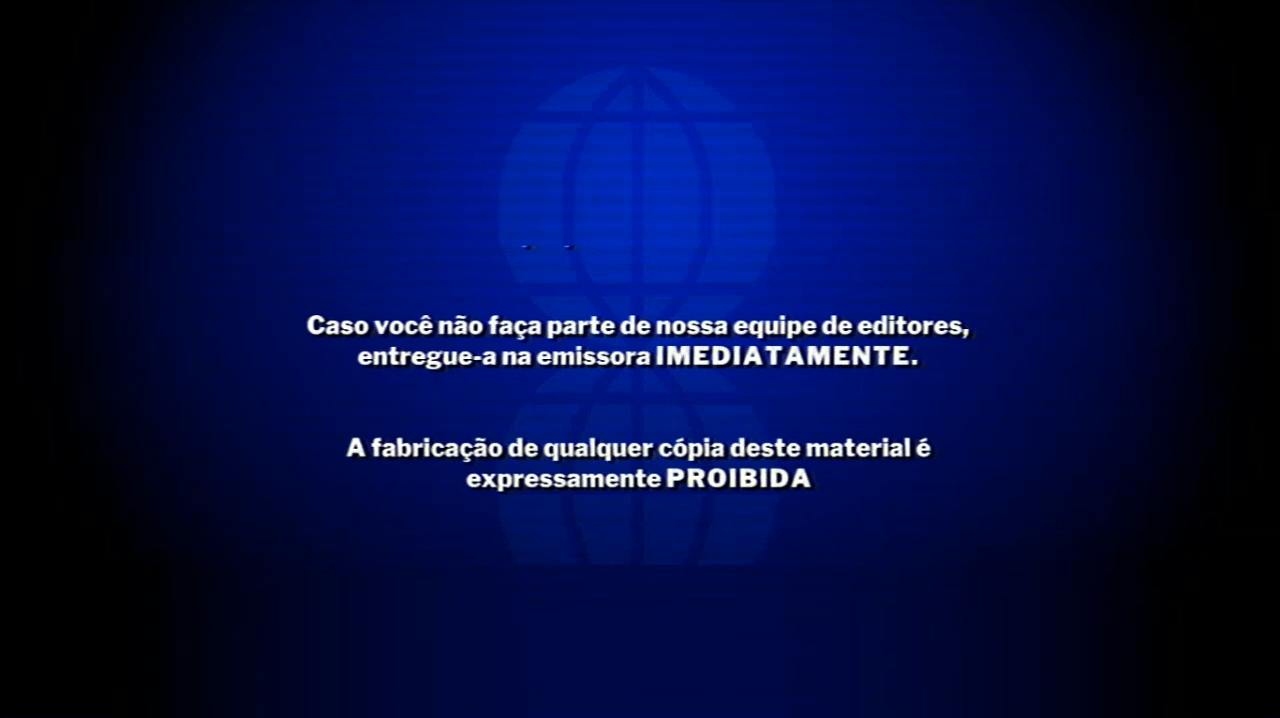 Caso você não faça parte de nossa equipe de editores,
entregue-a na emissora IMEDIATAMENTE.
A fabricação de qualquer cópia deste material é
expressamente PROIBIDA